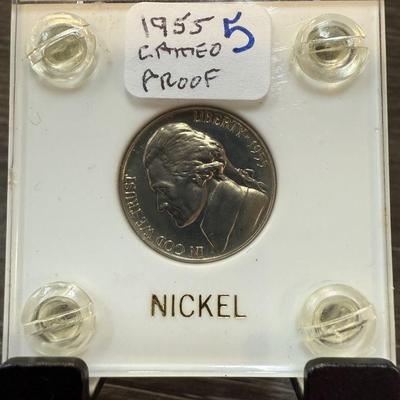 1955 5
CAMEO
PROOF
LIBERTY * 1955
IN GOD WE TRUST
NICKEL